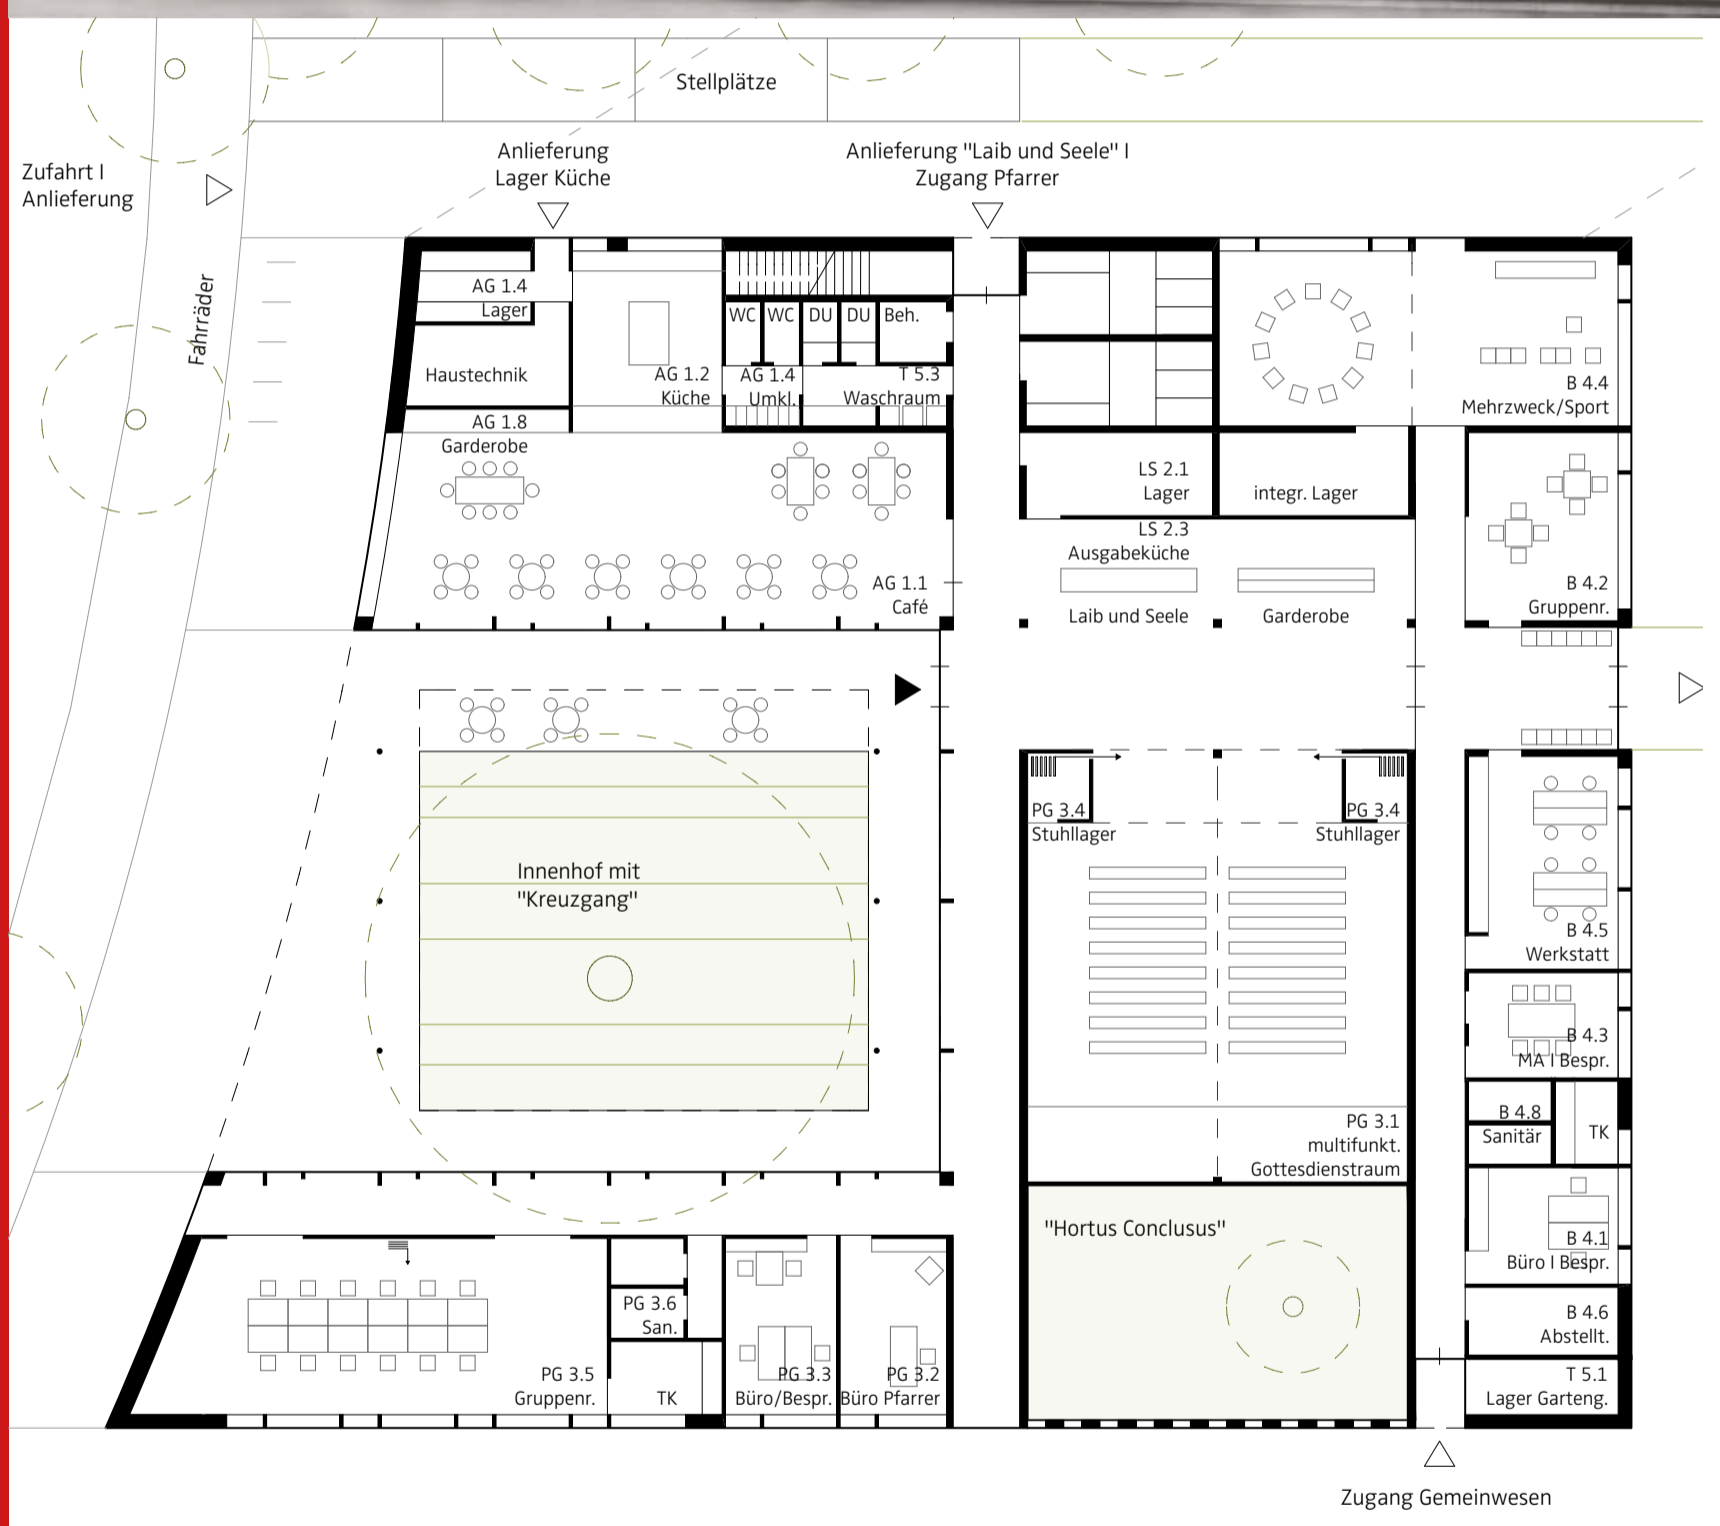 Stellplätze
Anlieferung
Lager Küche
Anlieferung "Laib und Seele" I
Zugang Pfarrer
Zufahrt I
Anlieferung
Fahrräder
AG 1.4
Lager
Haustechnik
AG 1.8
Garderobe
AG 1.2
Küche
WC
WC
DU
DU
Beh.
AG 1.4
Umkl.
T 5.3
Waschraum
B 4.4
Mehrzweck/Sport
LS 2.1
Lager
integr. Lager
LS 2.3
Ausgabeküche
Laib und Seele
Garderobe
AG 1.1
Café
B 4.2
Gruppenr.
PG 3.4
Stuhllager
PG 3.4
Stuhllager
Innenhof mit
"Kreuzgang"
B 4.5
Werkstatt
B 4.3
MA I Bespr.
B 4.8
Sanitär
TK
PG 3.1
multifunkt.
Gottesdienstraum
"Hortus Conclusus"
B 4.1
Büro I Bespr.
B 4.6
Abstellt.
T 5.1
Lager Garteng.
PG 3.6
San.
PG 3.5
Gruppenr.
TK
PG 3.3
Büro/Bespr.
PG 3.2
Büro Pfarrer
Zugang Gemeinwesen